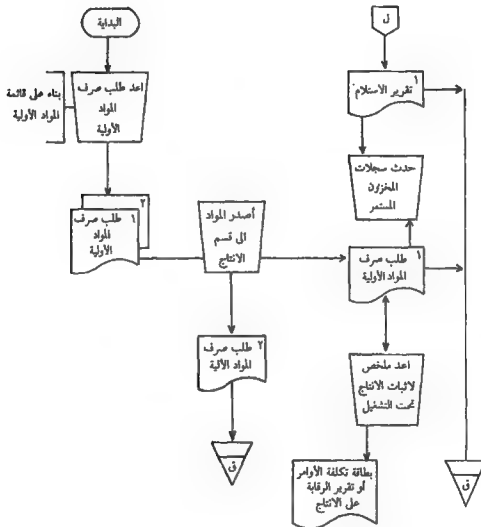 البداية
اعد طلب صرف
المواد
الأولية
بناء على قائمة
المواد الأولية
٢
١ طلب صرف
المواد
الأولية
أصدر المواد
الى قسم
الانتاج
٢ طلب صرف
المواد الآتية
ق
ل
١
تقرير الاستلام
حدث سجلات
المخزون
المستمر
١
طلب صرف
المواد الأولية
اعد ملخص
لاثبات الانتاج
تحت التشغيل
بطاقة تكلفة الأوامر
أو تقرير الرقابة
على الانتاج
ق